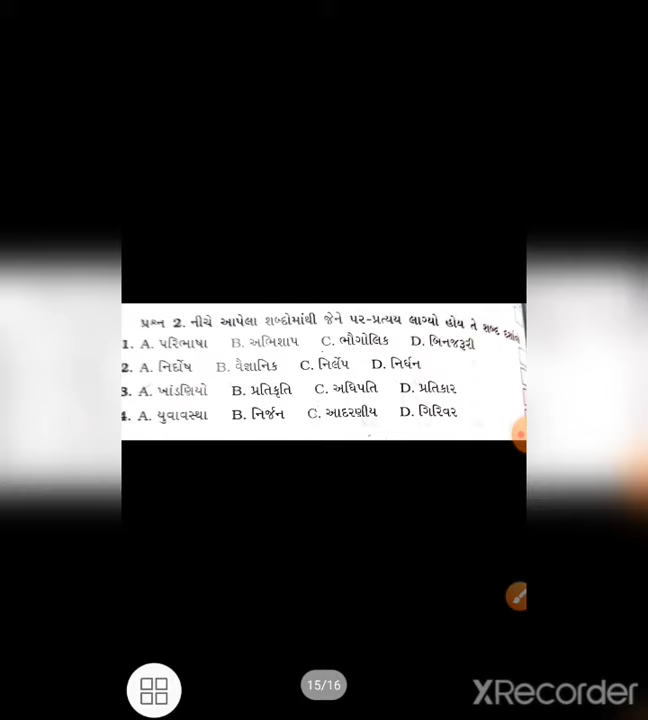 પ્રશ્ન 2. નીચે આપેલા શબ્દોમાંથી જેને પર-પ્રત્યય લાગ્યો હોય તે શબ્દ દર્શાવો
1. A. પરિભાષા B. અભિશાપ C. ભૌગોલિક D. બિનજરૂરી
2. A. નિર્દોષ B. વૈજ્ઞાનિક C. નિર્લેપ D. નિર્ધન
3. A. ખાંડણિયો B. પ્રતિકૃતિ C. અધિપતિ D. પ્રતિકાર
4. A. યુવાવસ્થા B. નિર્જન C. આદરણીય D. ગિરિવર
15/16
XRecorder